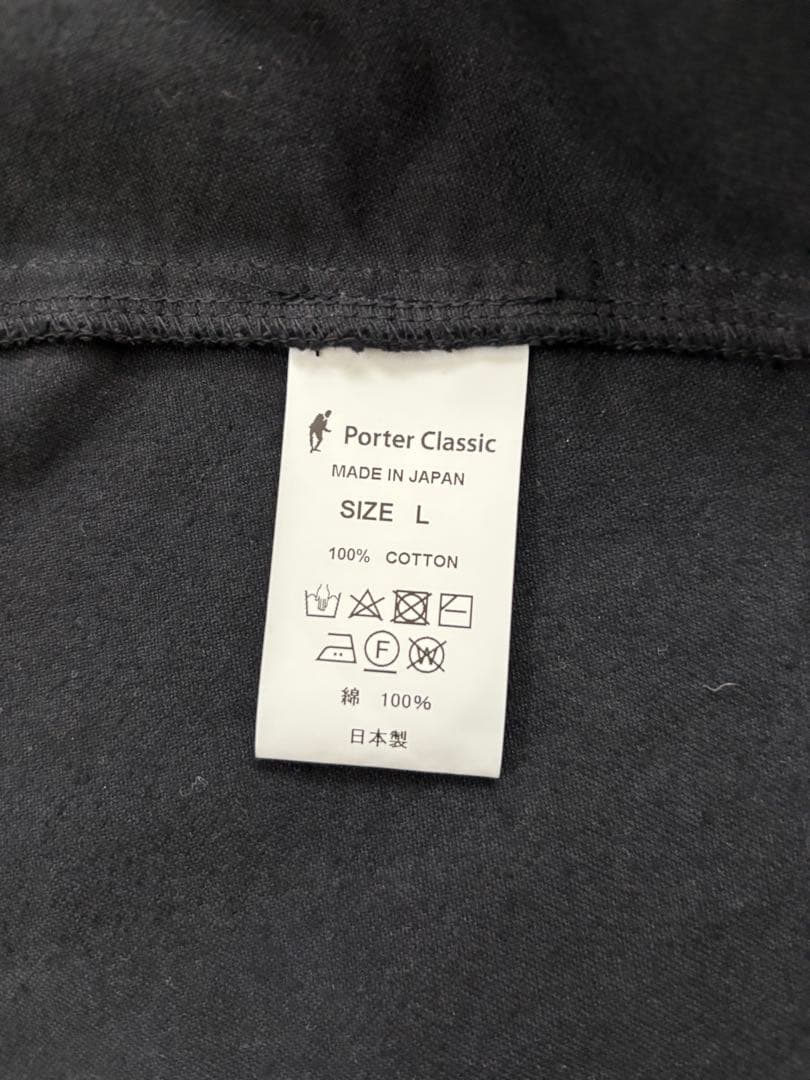 Porter Classic
MADE IN JAPAN
SIZE L
100% COTTON
F W
綿 100%
日本製